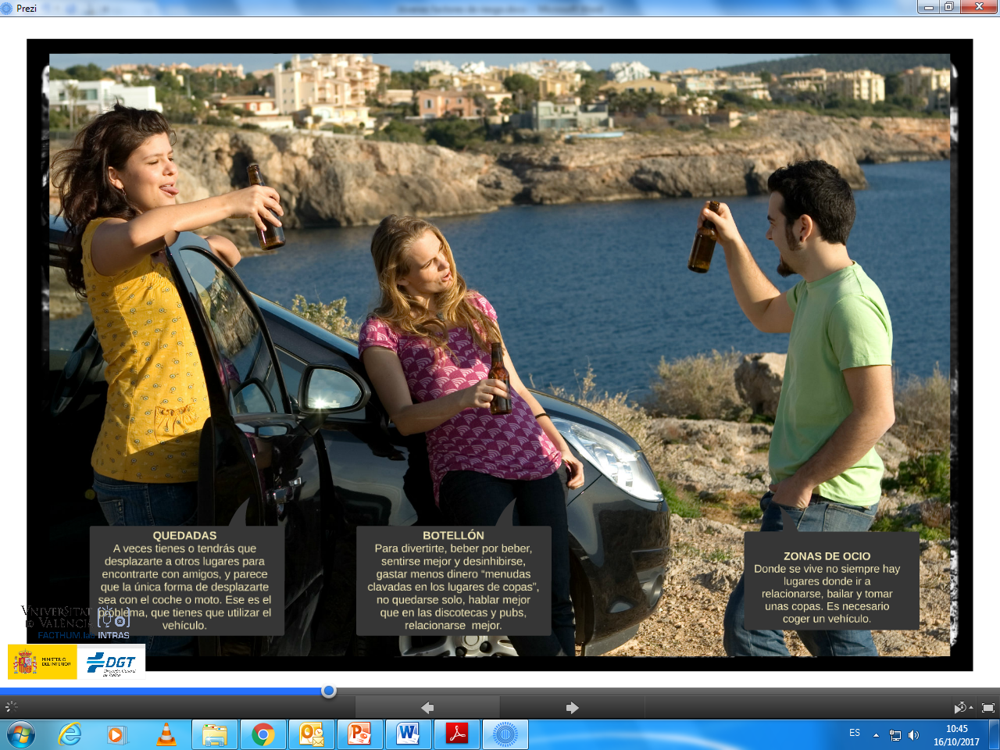 Prezi
QUEDADAS
A veces tienes o tendrás que
desplazarte a otros lugares para
encontrarte con amigos, y parece
que la única forma de desplazarte
sea con el coche o moto. Ese es el
problema, que tienes que utilizar el
vehículo.
BOTELLÓN
Para divertirte, beber por beber,
sentirse mejor y desinhibirse,
gastar menos dinero “menudas
clavadas en los lugares de copas”,
no quedarse solo, hablar mejor
que en las discotecas y pubs,
relacionarse mejor.
ZONAS DE OCIO
Donde se vive no siempre hay
lugares donde ir a
relacionarse, bailar y tomar
unas copas. Es necesario
coger un vehículo.
VNIVERSITAT
DE VALÈNCIA
FACTHUM.lab INTRAS
MINISTERIO
DEL INTERIOR
DGT
Dirección General
de Tráfico
ES
10:45
16/10/2017